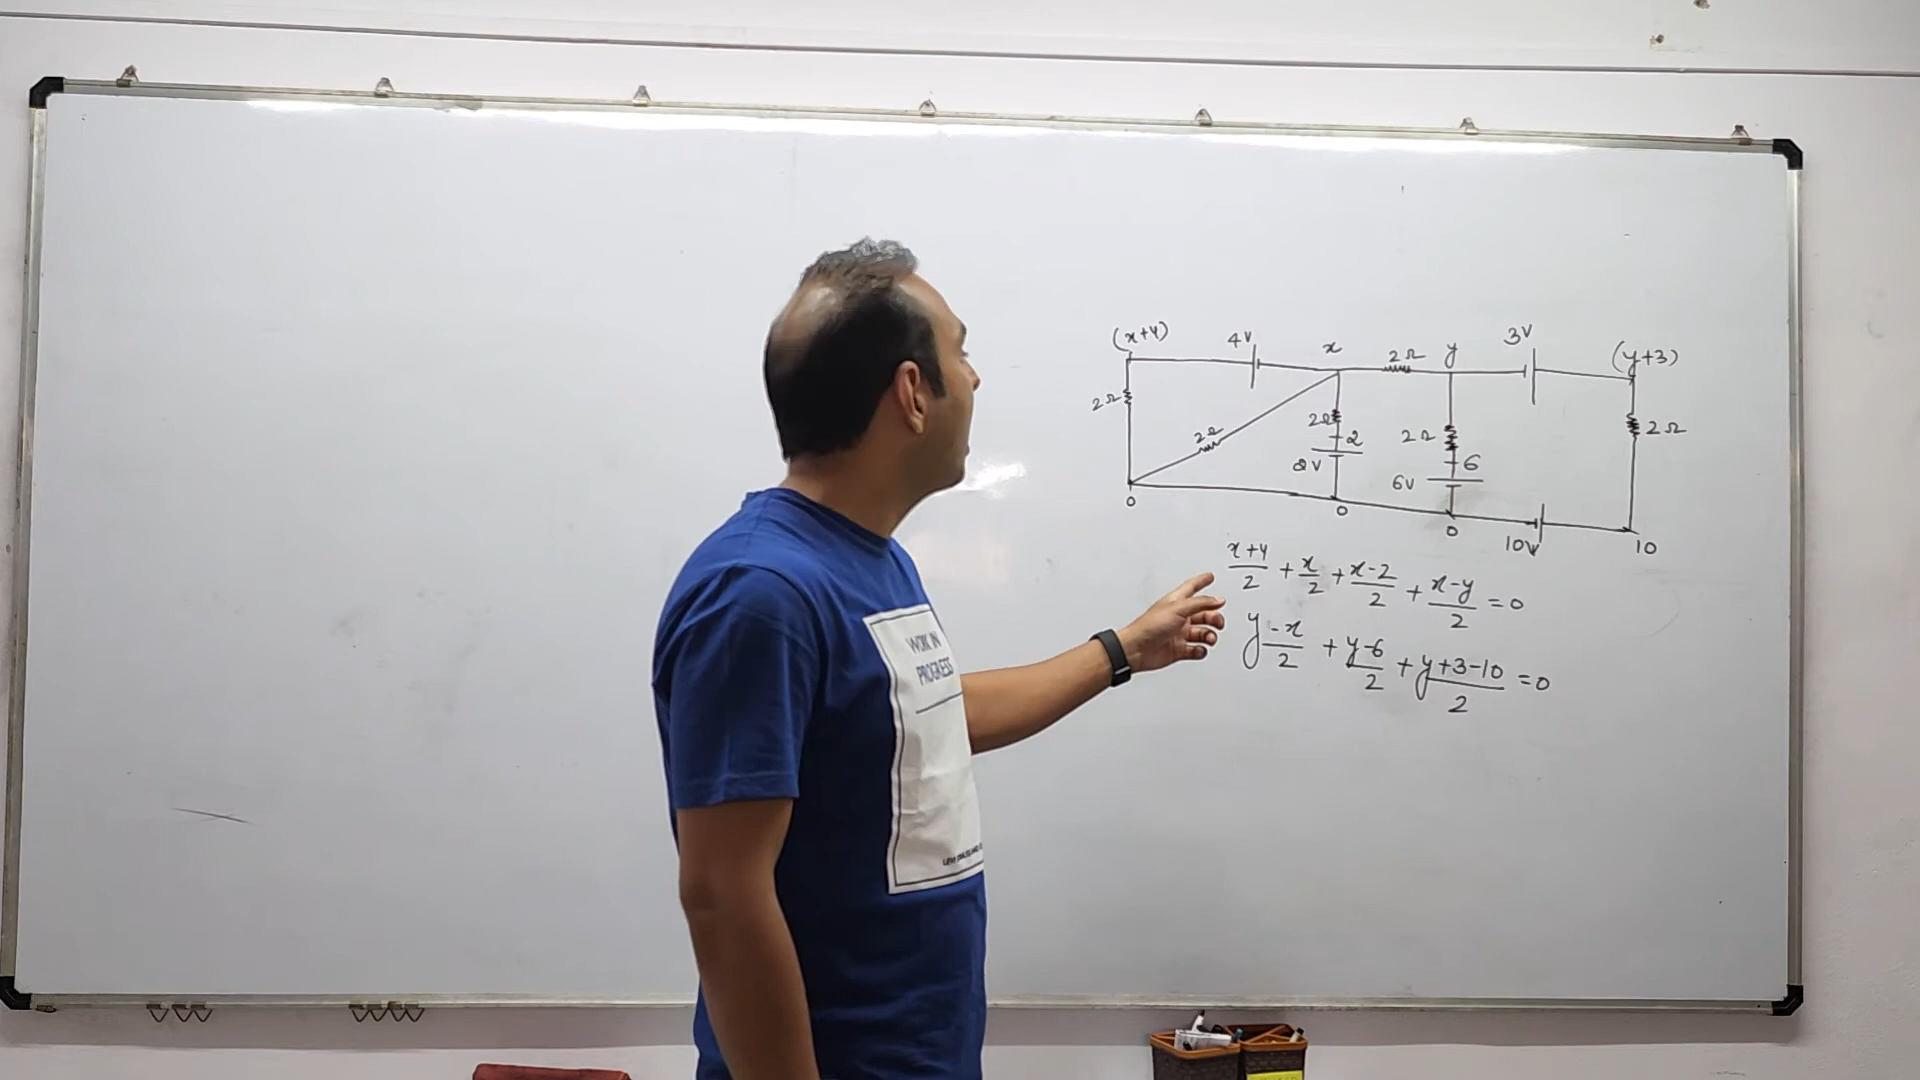 (x+4) 4V x 2Ω y 3V (y+3)
2Ω 2Ω 2Ω 2 2V 2Ω 6 6V 2Ω
0 0 0 10V 10
x+4/2 + x/2 + x-2/2 + x-y/2 = 0
y-x/2 + y-6/2 + y+3-10/2 = 0
WORK IN
PROGRESS